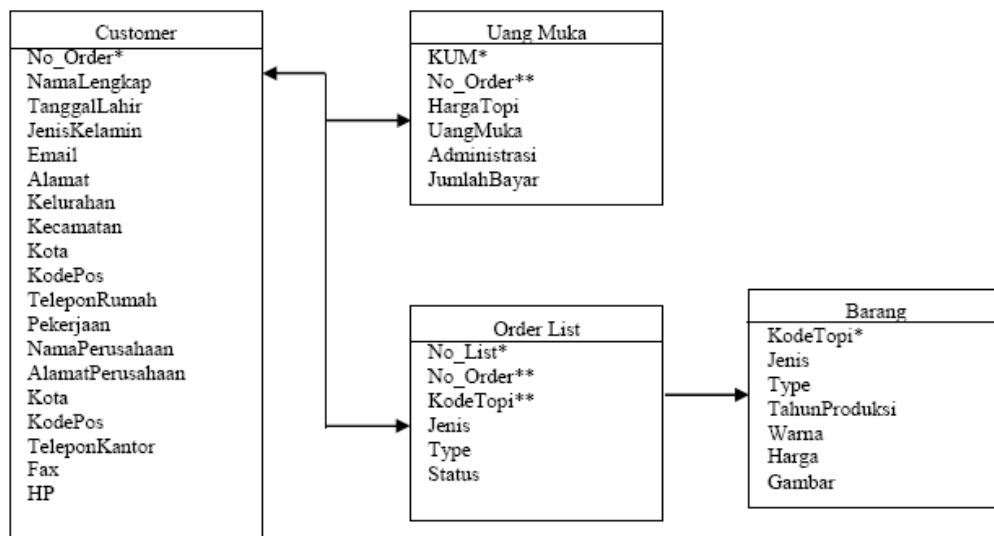 Customer
No_Order*
NamaLengkap
TanggalLahir
JenisKelamin
Email
Alamat
Kelurahan
Kecamatan
Kota
KodePos
TeleponRumah
Pekerjaan
NamaPerusahaan
AlamatPerusahaan
Kota
KodePos
TeleponKantor
Fax
HP
Uang Muka
KUM*
No_Order**
HargaTopi
UangMuka
Administrasi
JumlahBayar
Order List
No_List*
No_Order**
KodeTopi**
Jenis
Type
Status
Barang
KodeTopi*
Jenis
Type
TahunProduksi
Warna
Harga
Gambar